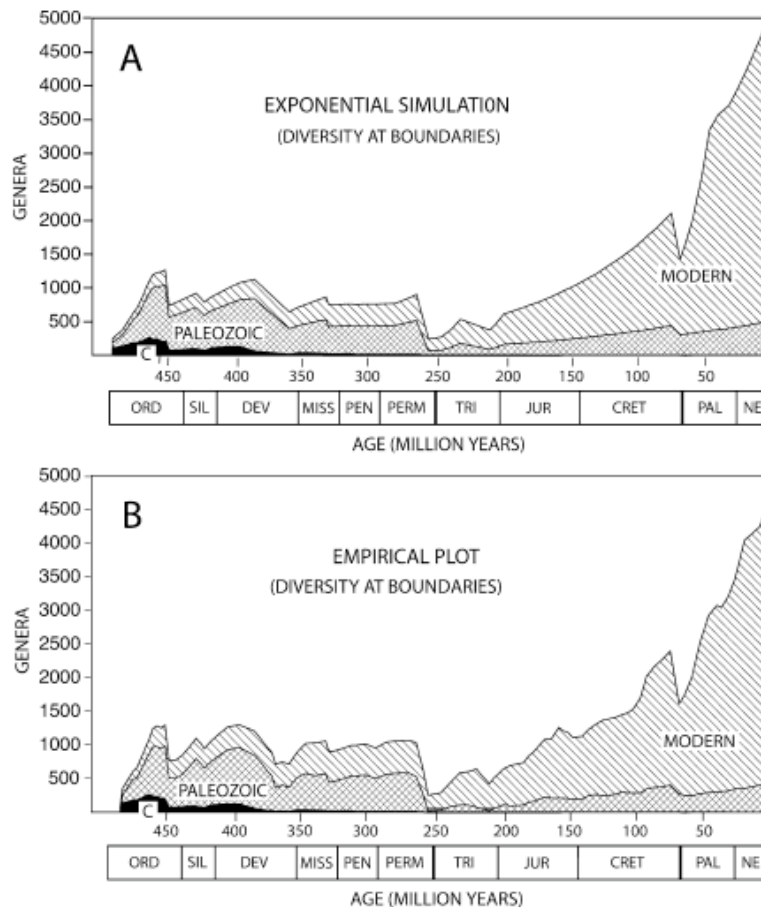 5000
A
4500
4000
EXPONENTIAL SIMULATI0N
3500
(DIVERSITY AT BOUNDARIES)
3000
GENERA
2500
2000
1500
MODERN
1000
PALEOZOIC
500
C
450 400 350 300 250 200 150 100 50
ORD SIL DEV MISS PEN PERM TRI JUR CRET PAL NE
AGE (MILLION YEARS)
5000
B
4500
4000
EMPIRICAL PLOT
3500
(DIVERSITY AT BOUNDARIES)
3000
GENERA
2500
2000
1500
1000
MODERN
500
PALEOZOIC
C
450 400 350 300 250 200 150 100 50
ORD SIL DEV MISS PEN PERM TRI JUR CRET PAL NE
AGE (MILLION YEARS)